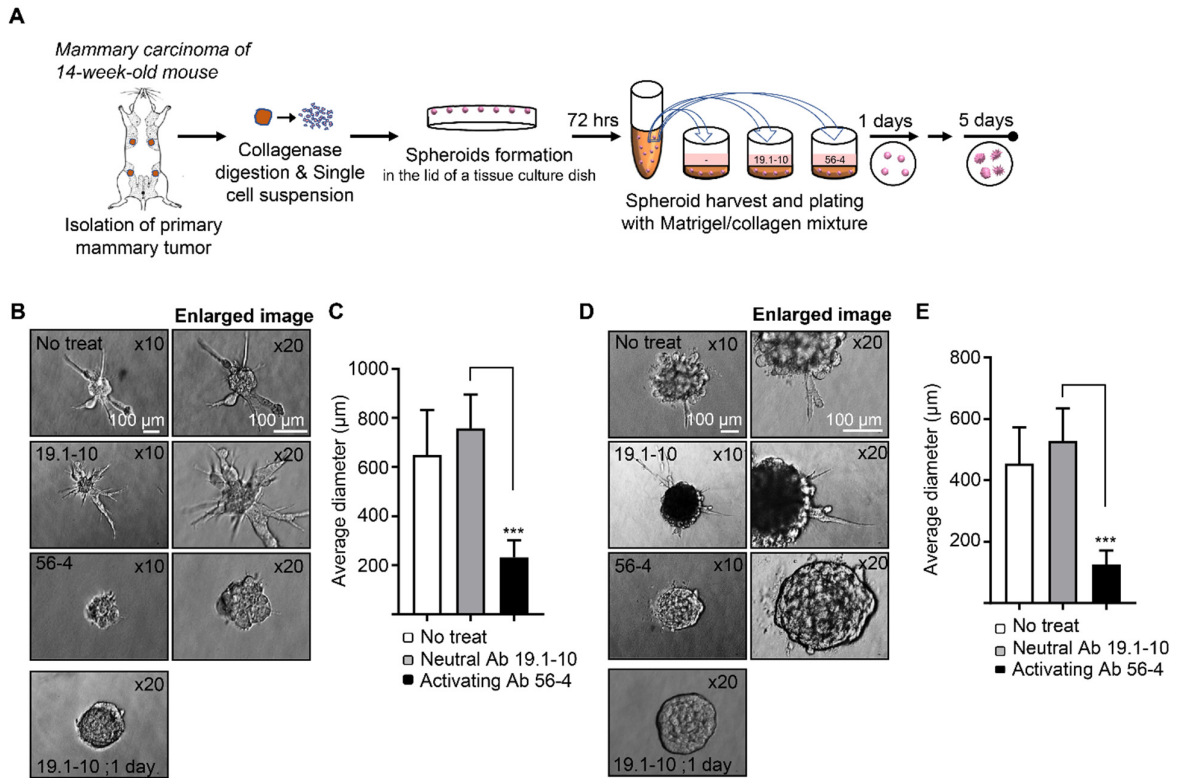 A
Mammary carcinoma of
14-week-old mouse
Isolation of primary
mammary tumor
Collagenase
digestion & Single
cell suspension
Spheroids formation
in the lid of a tissue culture dish
72 hrs
-
19.1-10
56-4
Spheroid harvest and plating
with Matrigel/collagen mixture
1 days
5 days
B
Enlarged image
No treat
x10
100 µm
x20
100 µm
19.1-10
x10
x20
56-4
x10
x20
x20
19.1-10 ;1 day
C
Average diameter (µm)
1000
800
600
400
200
***
No treat
Neutral Ab 19.1-10
Activating Ab 56-4
D
Enlarged image
No treat
x10
100 µm
x20
100 µm
19.1-10
x10
x20
56-4
x10
x20
x20
19.1-10 ;1 day
E
Average diameter (µm)
800
600
400
200
***
No treat
Neutral Ab 19.1-10
Activating Ab 56-4